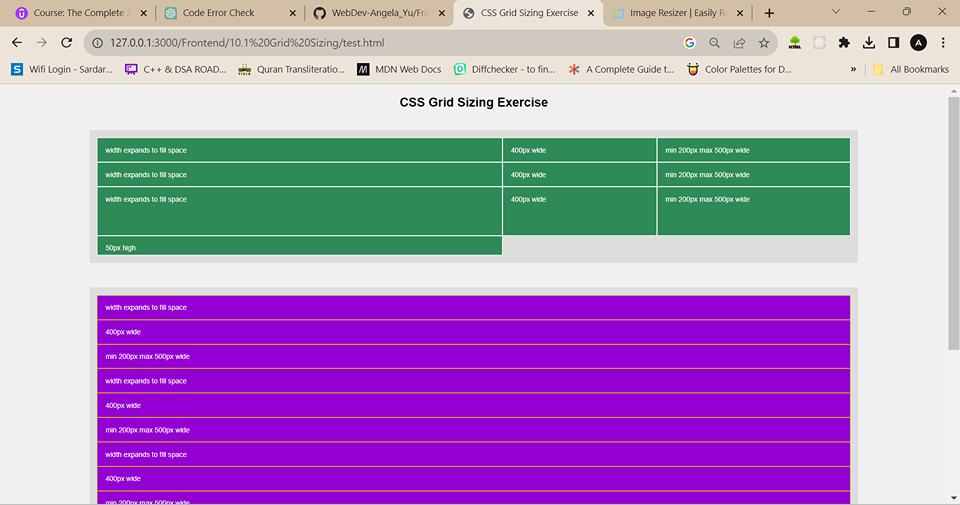 Course: The Complete 2
Code Error Check
WebDev-Angela_Yu/Fro
CSS Grid Sizing Exercise
Image Resizer | Easily Re
127.0.0.1:3000/Frontend/10.1%20Grid%20Sizing/test.html
A
Wifi Login - Sardar...
C++ & DSA ROAD...
Quran Transliteratio...
MDN Web Docs
Diffchecker - to fin...
A Complete Guide t...
Color Palettes for D...
»
All Bookmarks
CSS Grid Sizing Exercise
width expands to fill space 400px wide min 200px max 500px wide
width expands to fill space 400px wide min 200px max 500px wide
width expands to fill space 400px wide min 200px max 500px wide
50px high
width expands to fill space
400px wide
min 200px max 500px wide
width expands to fill space
400px wide
min 200px max 500px wide
width expands to fill space
400px wide
min 200px max 500px wide